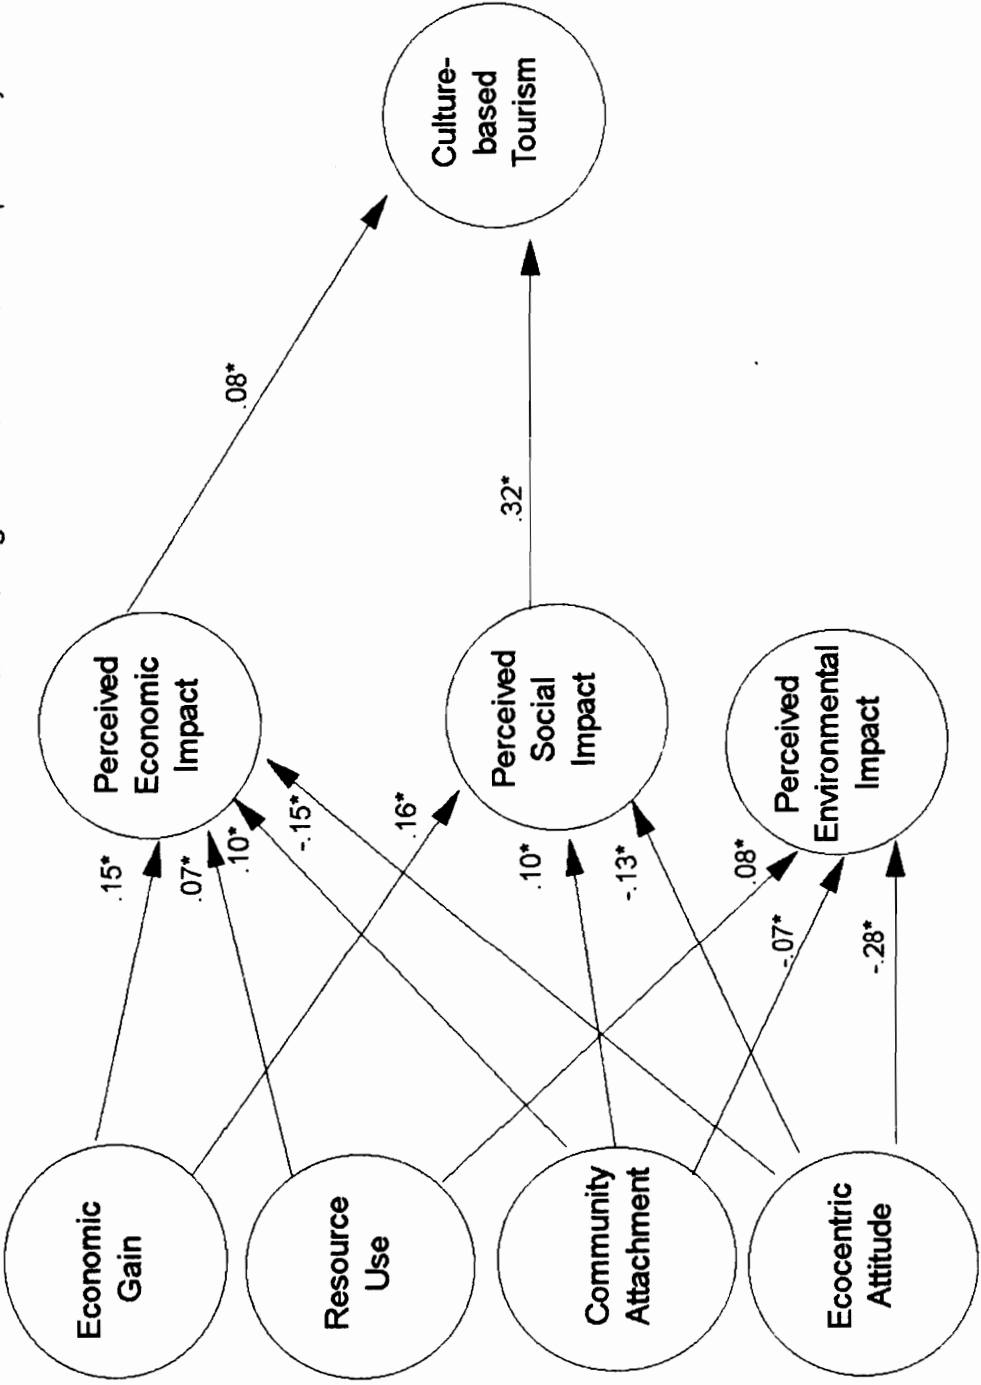 Economic
Gain
Resource
Use
Community
Attachment
Ecocentric
Attitude
.15*
.07*
.10*
-.15*
.16*
.10*
-.13*
.08*
-.07*
-.28*
Perceived
Economic
Impact
Perceived
Social
Impact
Perceived
Environmental
Impact
.08*
.32*
Culture-
based
Tourism